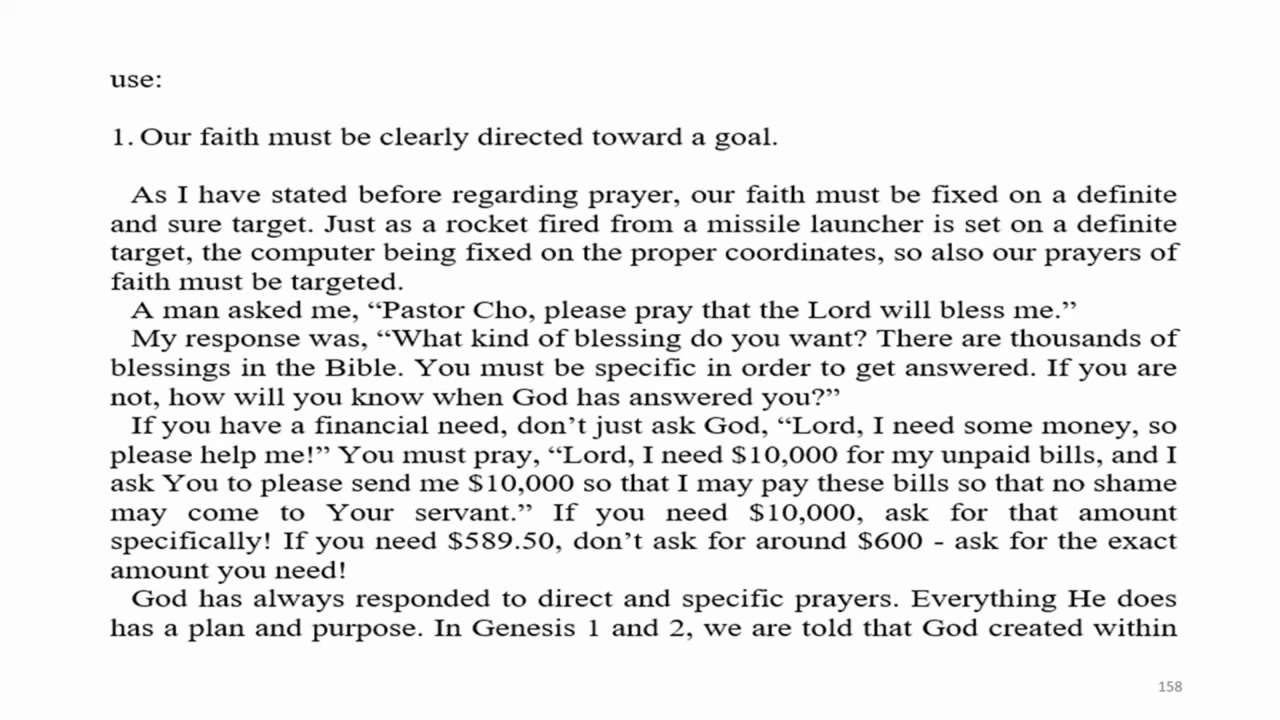 use:
1. Our faith must be clearly directed toward a goal.
As I have stated before regarding prayer, our faith must be fixed on a definite
and sure target. Just as a rocket fired from a missile launcher is set on a definite
target, the computer being fixed on the proper coordinates, so also our prayers of
faith must be targeted.
A man asked me, “Pastor Cho, please pray that the Lord will bless me.”
My response was, “What kind of blessing do you want? There are thousands of
blessings in the Bible. You must be specific in order to get answered. If you are
not, how will you know when God has answered you?”
If you have a financial need, don’t just ask God, “Lord, I need some money, so
please help me!” You must pray, “Lord, I need $10,000 for my unpaid bills, and I
ask You to please send me $10,000 so that I may pay these bills so that no shame
may come to Your servant.” If you need $10,000, ask for that amount
specifically! If you need $589.50, don’t ask for around $600 - ask for the exact
amount you need!
God has always responded to direct and specific prayers. Everything He does
has a plan and purpose. In Genesis 1 and 2, we are told that God created within
158